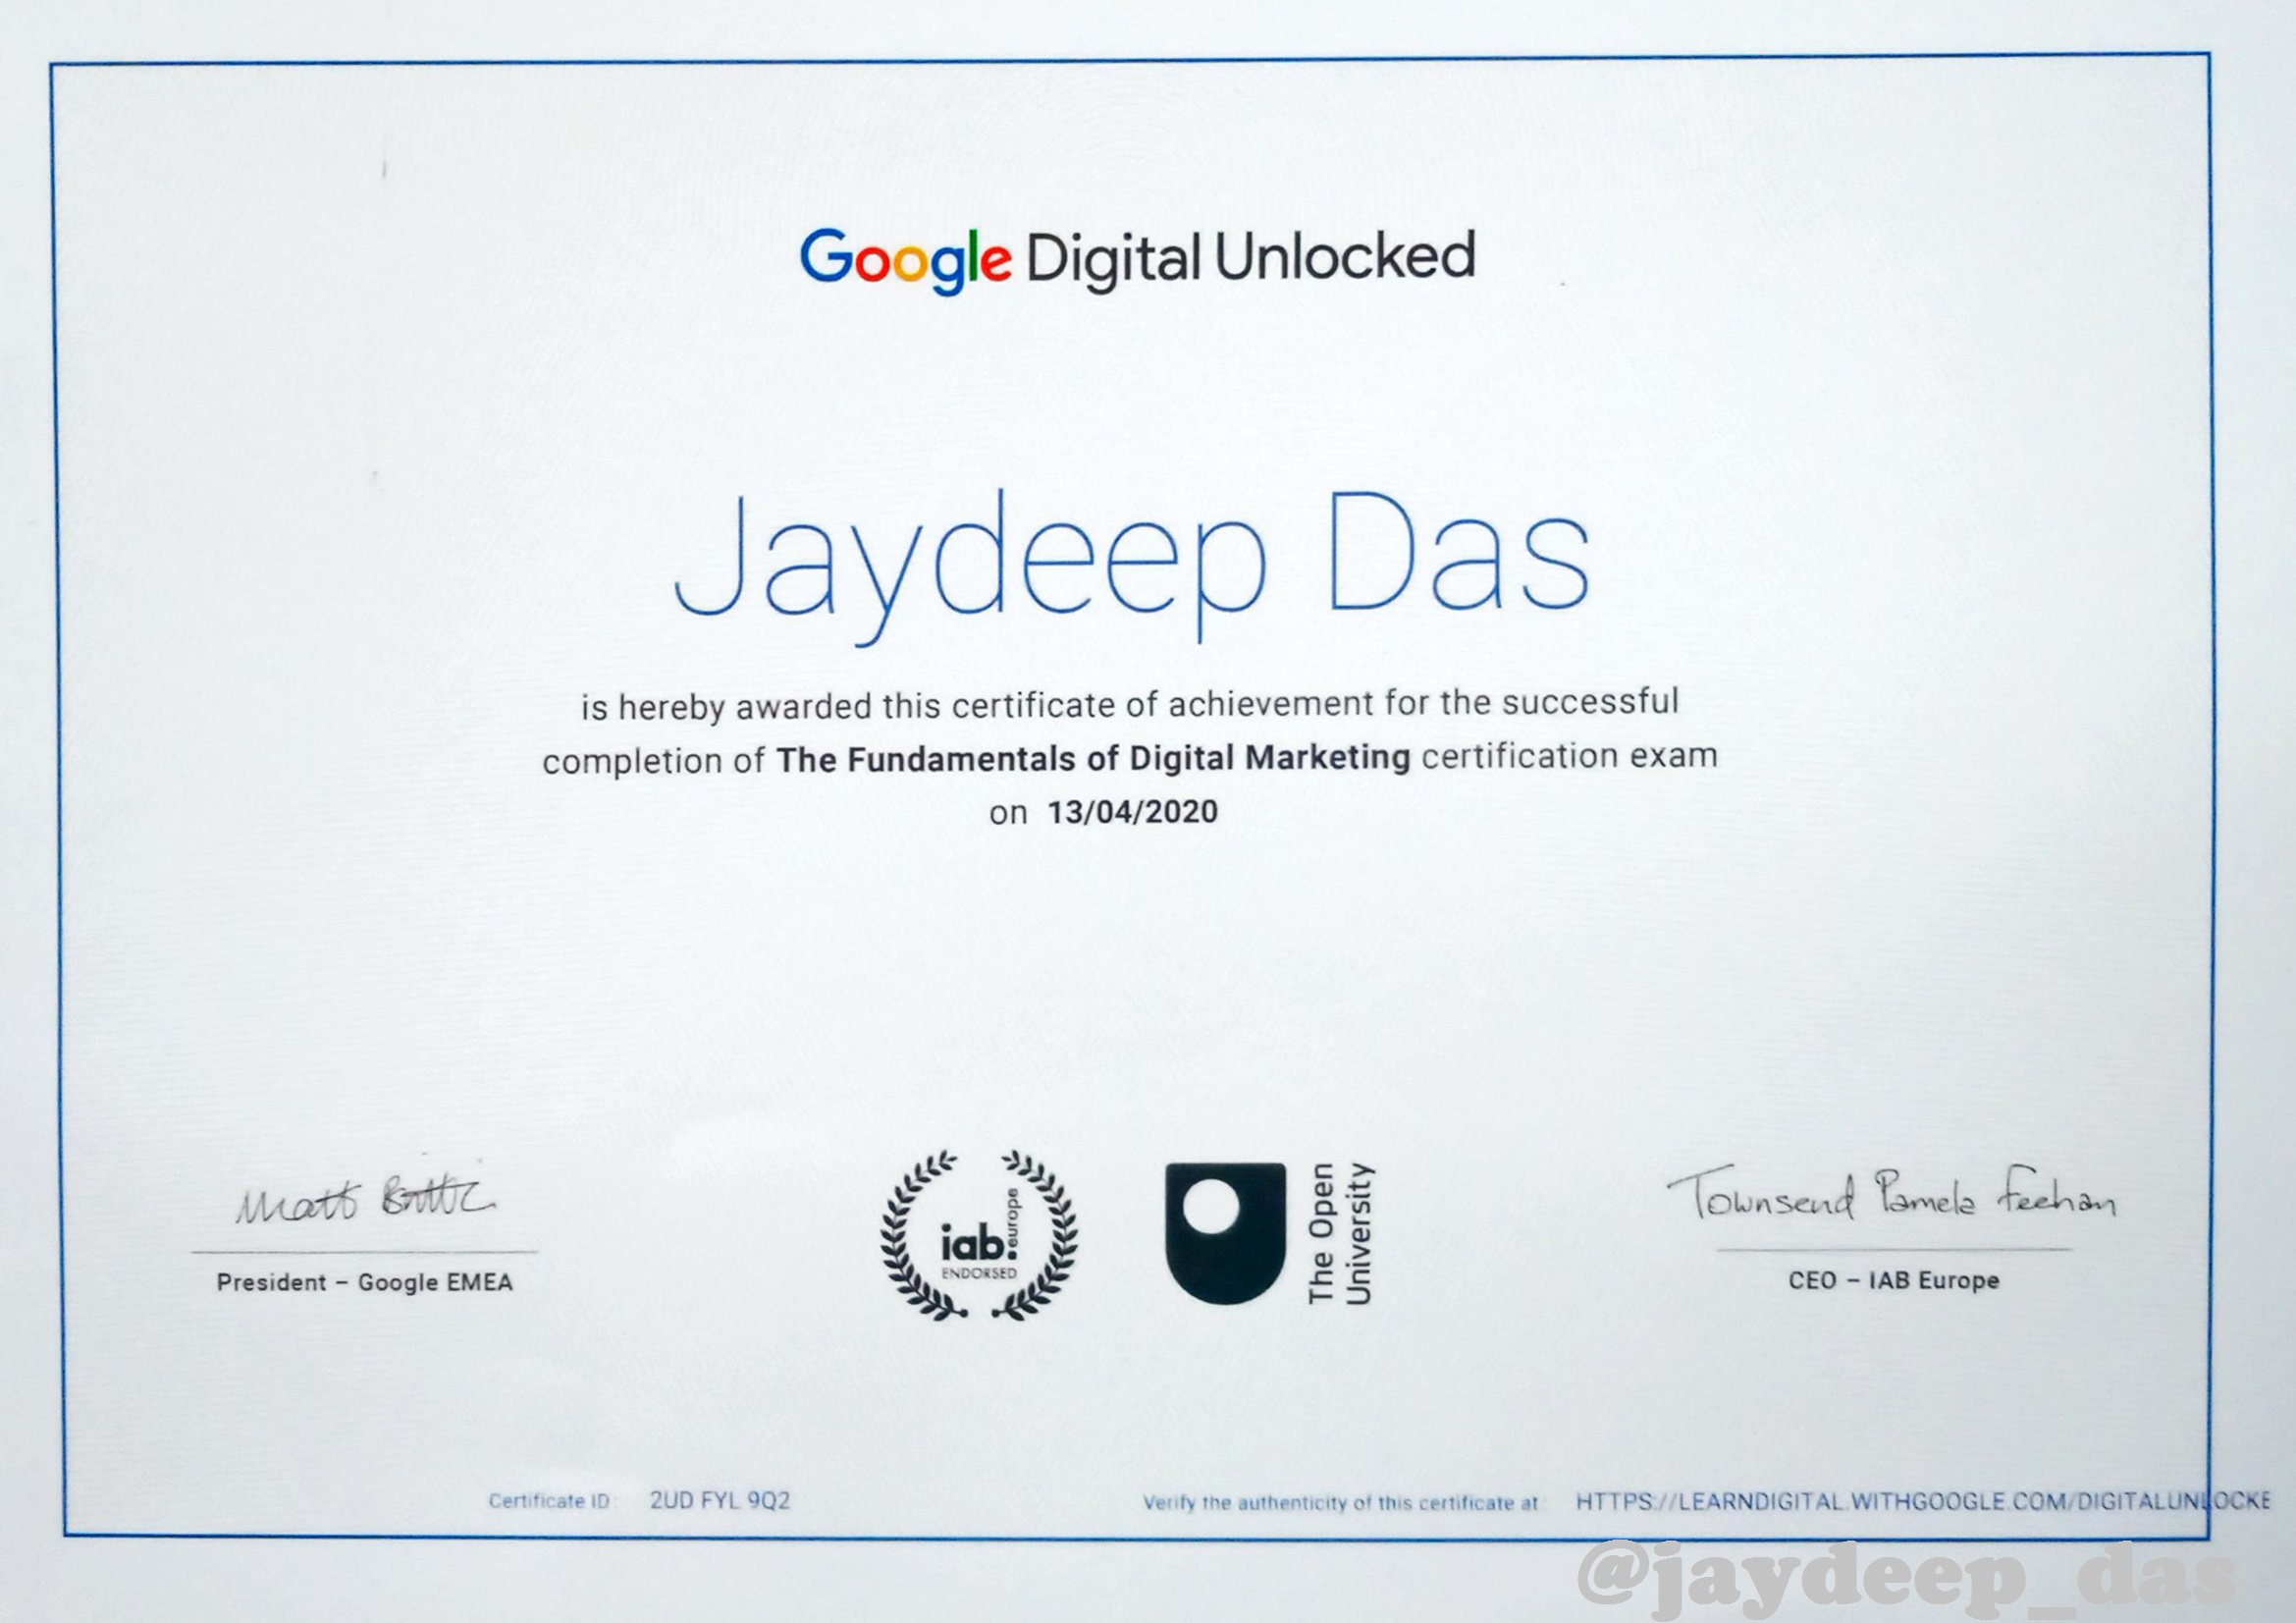 Google Digital Unlocked
Jaydeep Das
is hereby awarded this certificate of achievement for the successful
completion of The Fundamentals of Digital Marketing certification exam
on 13/04/2020
Matt Brittin
President – Google EMEA
iab. europe
ENDORSED
The Open
University
Townsend Pamela Feehan
CEO – IAB Europe
Certificate ID: 2UD FYL 9Q2
Verify the authenticity of this certificate at: HTTPS://LEARNDIGITAL.WITHGOOGLE.COM/DIGITALUNLOCKE
@jaydeep_das